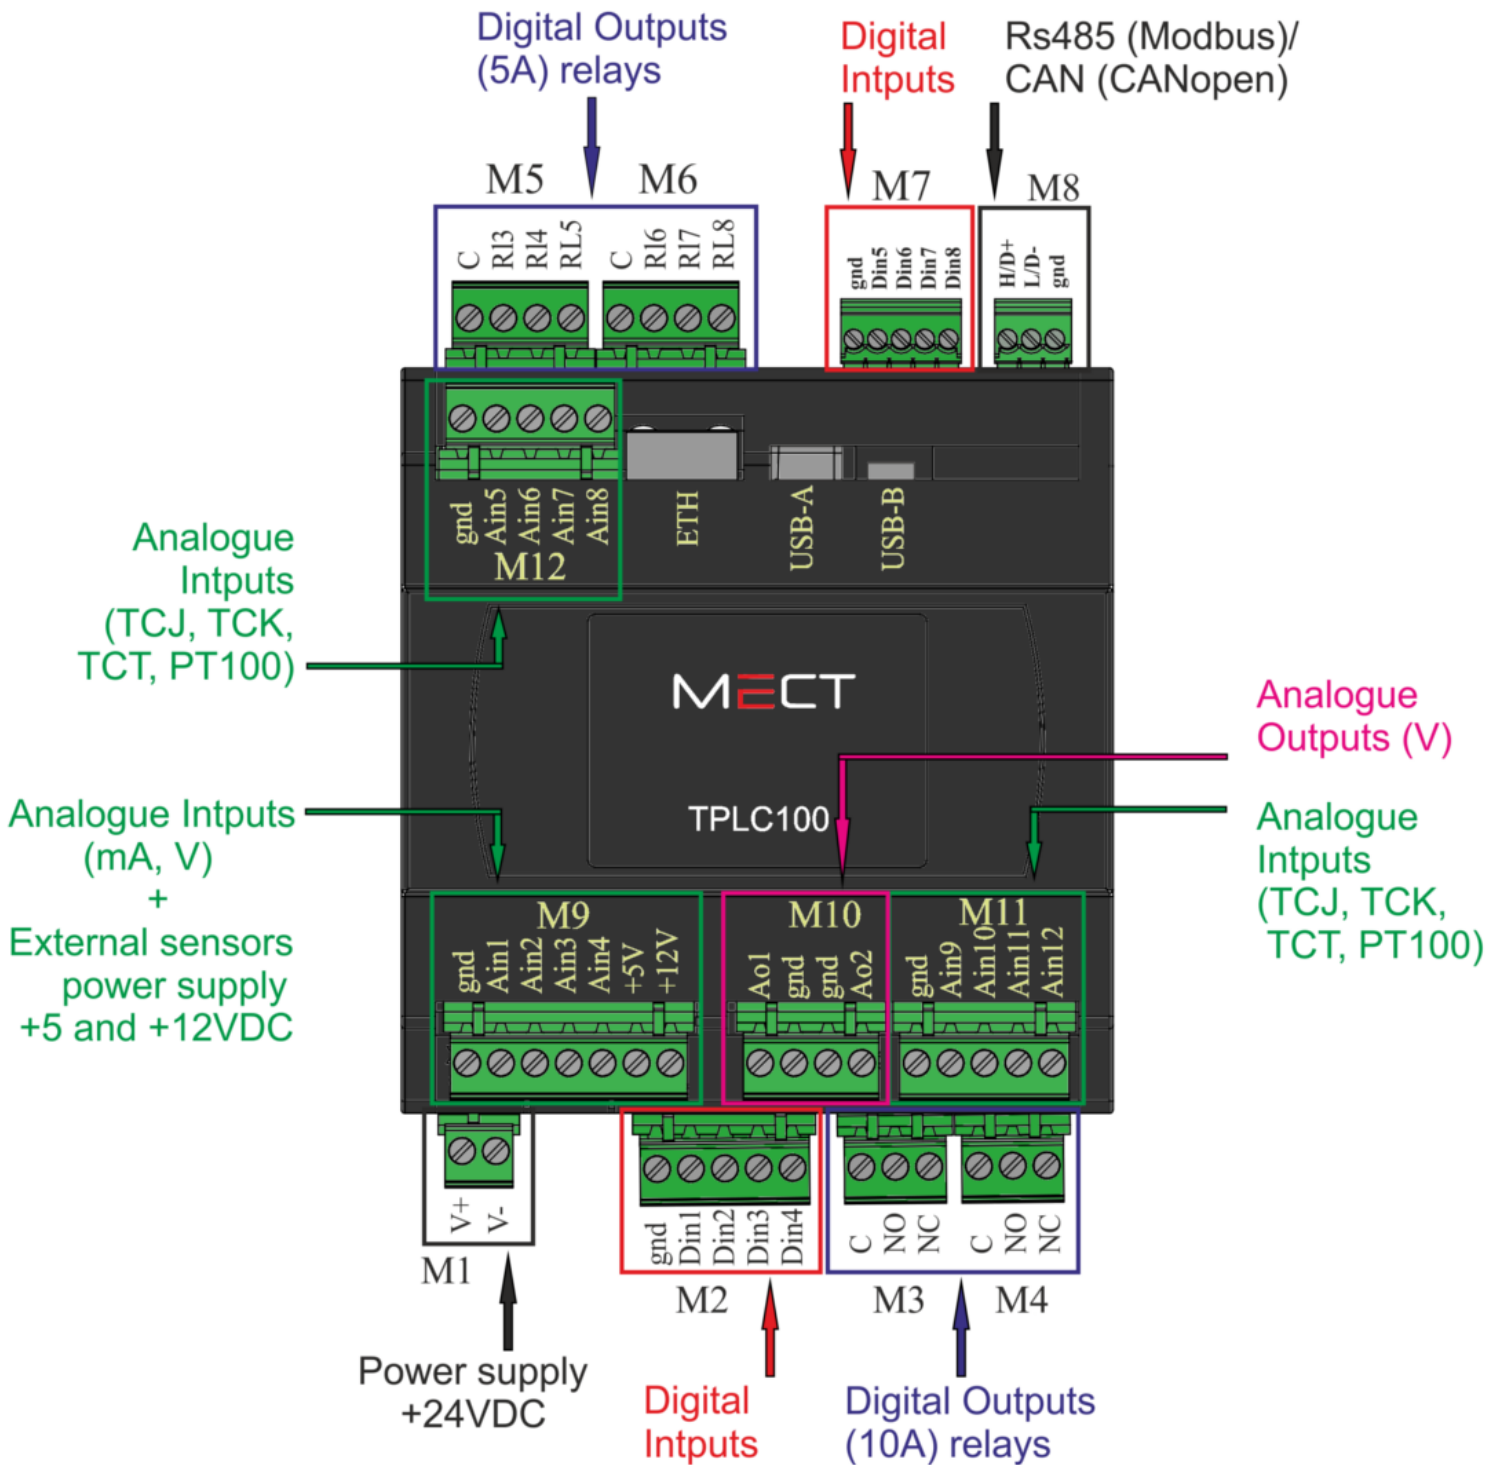 Digital Outputs
(5A) relays
Digital
Intputs
Rs485 (Modbus)/
CAN (CANopen)
M5
M6
M7
M8
C
Rl3
Rl4
RL5
C
Rl6
Rl7
RL8
gnd
Din5
Din6
Din7
Din8
H/D+
L/D-
gnd
gnd
Ain5
Ain6
Ain7
Ain8
M12
ETH
USB-A
USB-B
Analogue
Intputs
(TCJ, TCK,
TCT, PT100)
MECT
TPLC100
Analogue
Outputs (V)
Analogue Intputs
(mA, V)
+
External sensors
power supply
+5 and +12VDC
Analogue
Intputs
(TCJ, TCK,
TCT, PT100)
M9
gnd
Ain1
Ain2
Ain3
Ain4
+5V
+12V
M10
Ao1
gnd
gnd
Ao2
M11
gnd
Ain9
Ain10
Ain11
Ain12
V+
V-
M1
gnd
Din1
Din2
Din3
Din4
M2
C
NO
NC
C
NO
NC
M3
M4
Power supply
+24VDC
Digital
Intputs
Digital Outputs
(10A) relays